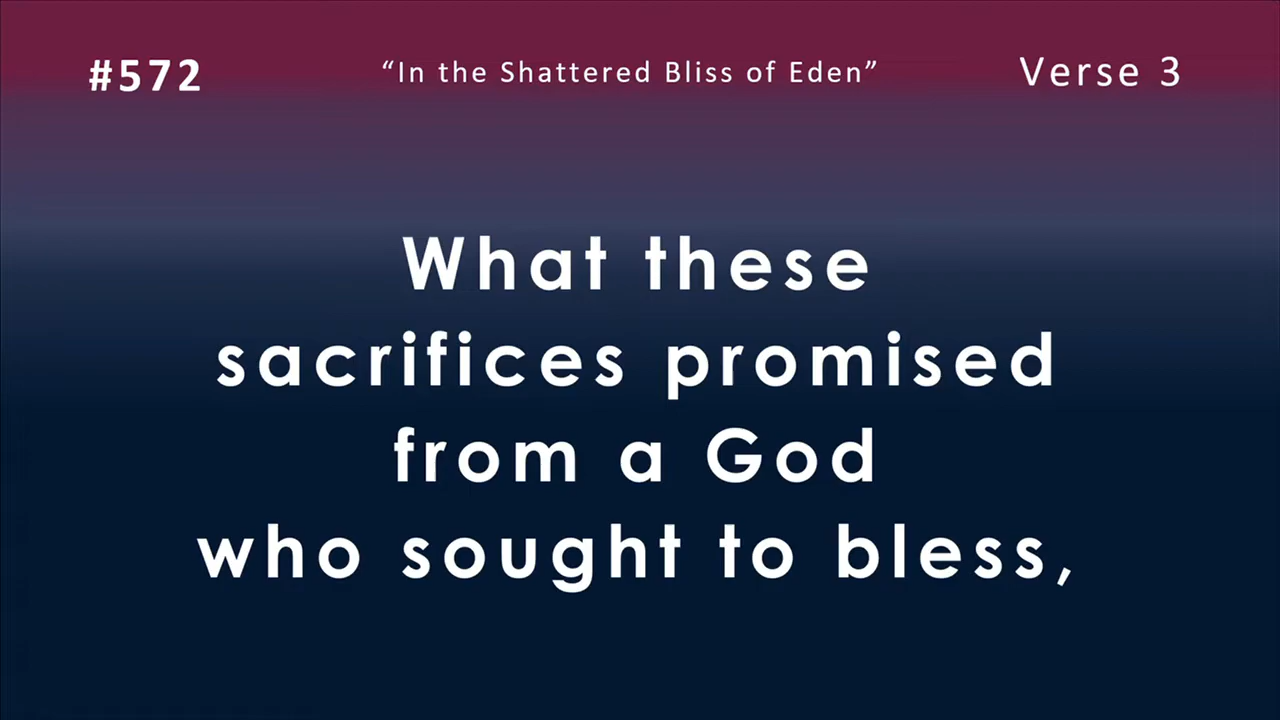 #572 “In the Shattered Bliss of Eden” Verse 3
What these
sacrifices promised
from a God
who sought to bless,